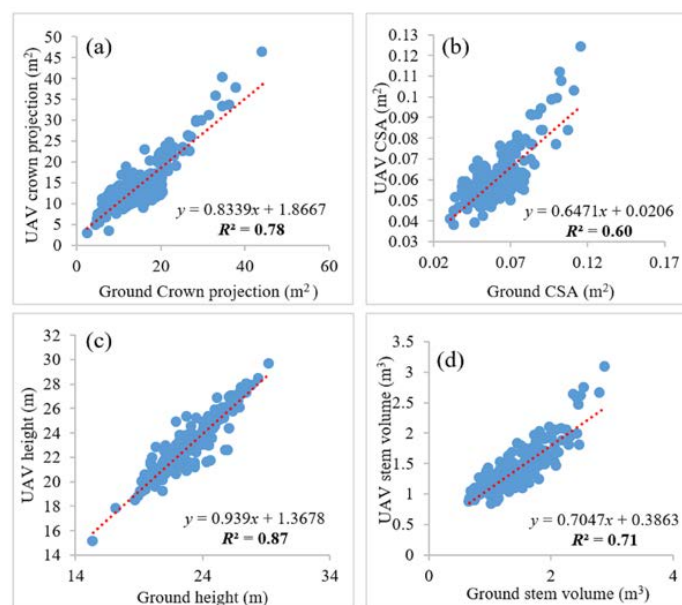 (a)
UAV crown projection (m²)
50
45
40
35
30
25
20
15
10
5
0
y = 0.8339x + 1.8667
R² = 0.78
0 20 40 60
Ground Crown projection (m²)
(b)
UAV CSA (m²)
0.13
0.12
0.11
0.1
0.09
0.08
0.07
0.06
0.05
0.04
0.03
y = 0.6471x + 0.0206
R² = 0.60
0.02 0.07 0.12 0.17
Ground CSA (m²)
(c)
UAV height (m)
32
30
28
26
24
22
20
18
16
14
y = 0.939x + 1.3678
R² = 0.87
14 24 34
Ground height (m)
(d)
UAV stem volume (m³)
3.5
3
2.5
2
1.5
1
0.5
0
y = 0.7047x + 0.3863
R² = 0.71
0 2 4
Ground stem volume (m³)